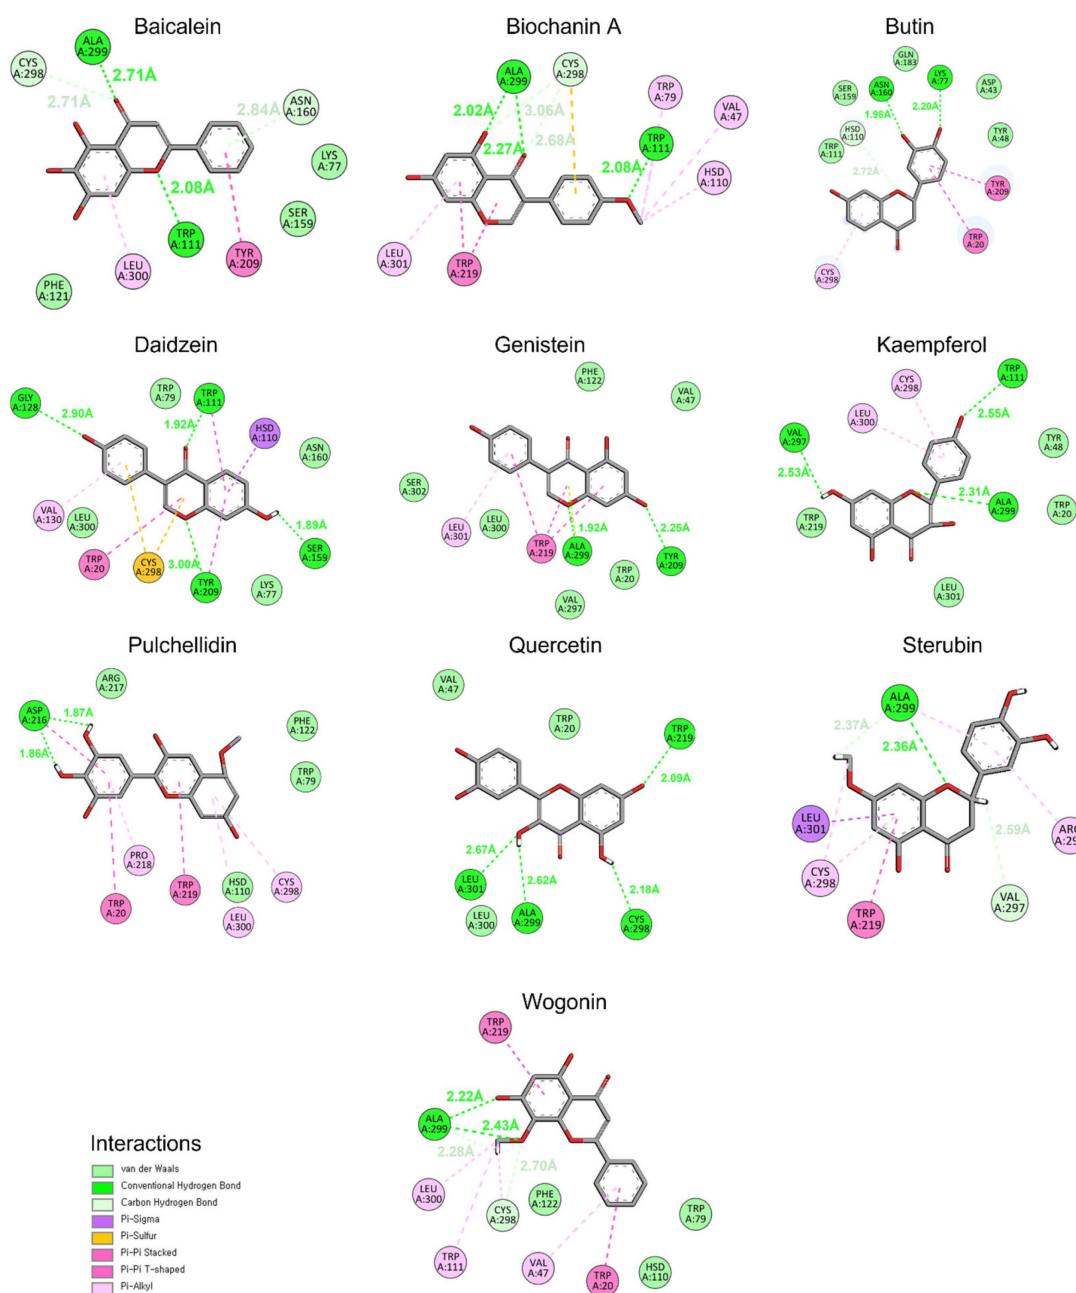 Baicalein
ALA
A:299
CYS
A:298
2.71Å
2.71Å
2.84Å
ASN
A:160
LYS
A:77
2.08Å
SER
A:159
TRP
A:111
TYR
A:209
LEU
A:300
PHE
A:121
Biochanin A
ALA
A:299
CYS
A:298
TRP
A:79
VAL
A:47
2.02Å
3.06Å
2.27Å
2.68Å
TRP
A:111
2.08Å
HSD
A:110
LEU
A:301
TRP
A:219
Butin
GLN
A:183
LYS
A:77
SER
A:159
ASN
A:160
ASP
A:43
1.98Å
2.20Å
HSD
A:110
TYR
A:48
TRP
A:111
2.72Å
TYR
A:209
TRP
A:20
CYS
A:298
Daidzein
GLY
A:128
TRP
A:79
TRP
A:111
2.90Å
1.92Å
HSD
A:110
ASN
A:160
VAL
A:130
LEU
A:300
1.89Å
TRP
A:20
CYS
A:298
3.00Å
TYR
A:209
SER
A:159
LYS
A:77
Genistein
PHE
A:122
VAL
A:47
SER
A:302
LEU
A:301
LEU
A:300
1.92Å
2.25Å
TRP
A:219
ALA
A:299
TRP
A:20
TYR
A:209
VAL
A:297
Kaempferol
CYS
A:298
TRP
A:111
LEU
A:300
2.55Å
VAL
A:297
TYR
A:48
2.53Å
2.31Å
TRP
A:219
ALA
A:299
TRP
A:20
LEU
A:301
Pulchellidin
ARG
A:217
ASP
A:216
1.87Å
1.86Å
PHE
A:122
TRP
A:79
PRO
A:218
TRP
A:20
TRP
A:219
HSD
A:110
CYS
A:298
LEU
A:300
Quercetin
VAL
A:47
TRP
A:20
TRP
A:219
2.09Å
2.67Å
LEU
A:301
2.62Å
2.18Å
LEU
A:300
ALA
A:299
CYS
A:298
Sterubin
ALA
A:299
2.37Å
2.36Å
LEU
A:301
2.59Å
ARG
CYS
A:298
VAL
A:297
TRP
A:219
Wogonin
TRP
A:219
2.22Å
ALA
A:299
2.43Å
2.28Å
2.70Å
LEU
A:300
CYS
A:298
PHE
A:122
TRP
A:79
TRP
A:111
VAL
A:47
TRP
A:20
HSD
A:110
Interactions
van der Waals
Conventional Hydrogen Bond
Carbon Hydrogen Bond
Pi-Sigma
Pi-Sulfur
Pi-Pi Stacked
Pi-Pi T-shaped
Pi-Alkyl